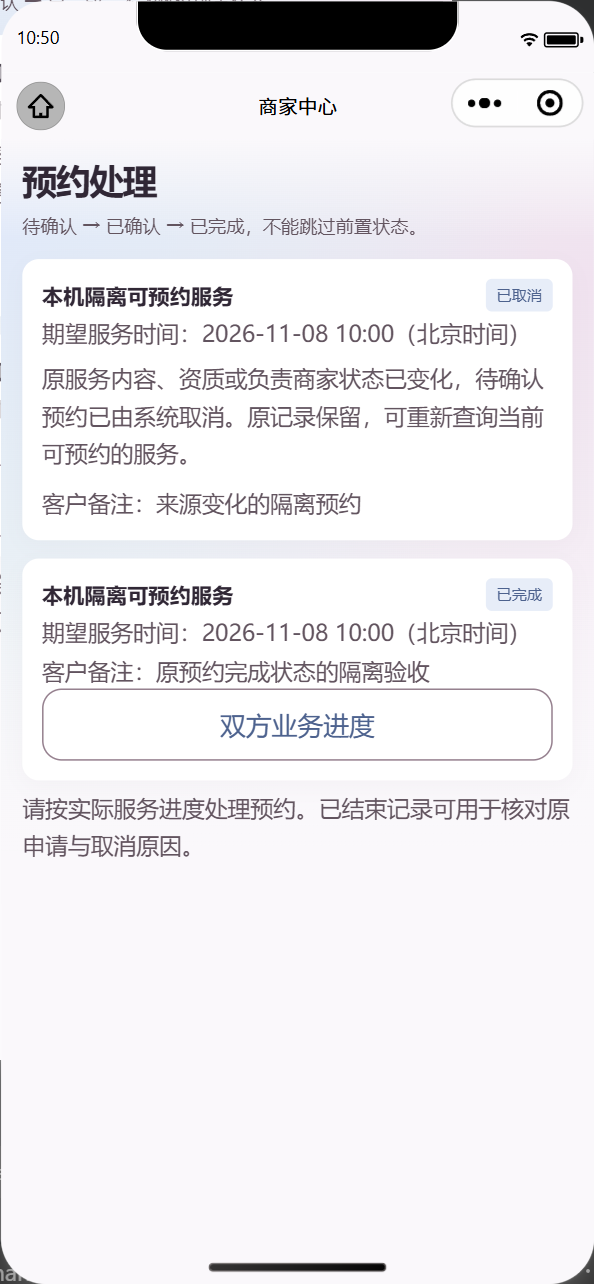 10:50
商家中心
预约处理
待确认 → 已确认 → 已完成，不能跳过前置状态。
本机隔离可预约服务
已取消
期望服务时间：2026-11-08 10:00（北京时间）
原服务内容、资质或负责商家状态已变化，待确认
预约已由系统取消。原记录保留，可重新查询当前
可预约的服务。
客户备注：来源变化的隔离预约
本机隔离可预约服务
已完成
期望服务时间：2026-11-08 10:00（北京时间）
客户备注：原预约完成状态的隔离验收
双方业务进度
请按实际服务进度处理预约。已结束记录可用于核对原
申请与取消原因。